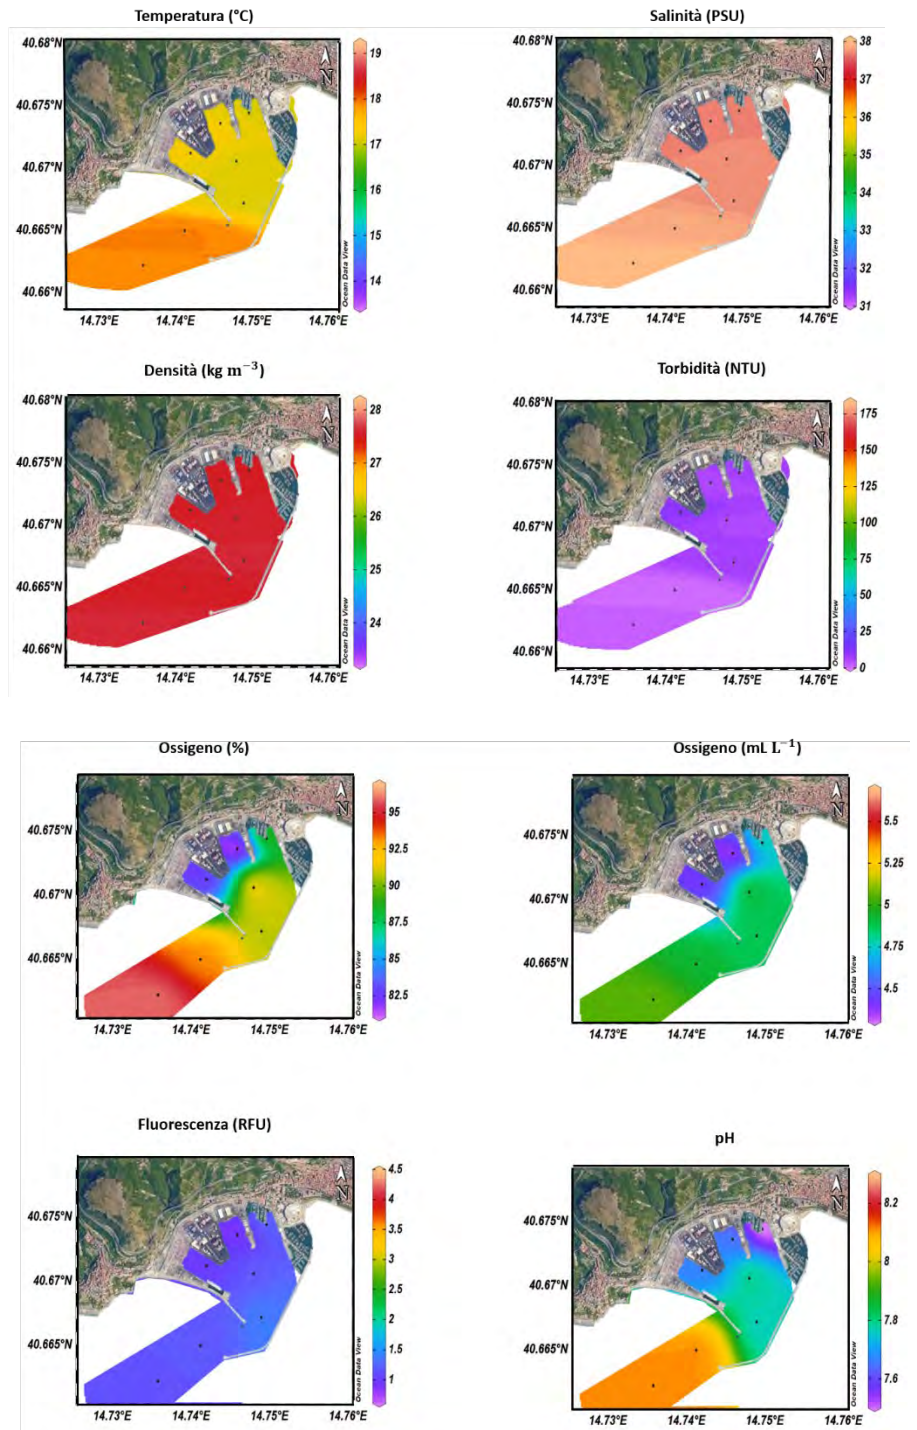 Temperatura (°C)
Salinità (PSU)
40.68°N
40.675°N
40.67°N
40.665°N
40.66°N
14.73°E 14.74°E 14.75°E 14.76°E
N
Ocean Data View
19
18
17
16
15
14
40.68°N
40.675°N
40.67°N
40.665°N
40.66°N
14.73°E 14.74°E 14.75°E 14.76°E
N
Ocean Data View
38
37
36
35
34
33
32
31
Densità (kg m⁻³)
Torbidità (NTU)
40.68°N
40.675°N
40.67°N
40.665°N
40.66°N
14.73°E 14.74°E 14.75°E 14.76°E
N
Ocean Data View
28
27
26
25
24
40.68°N
40.675°N
40.67°N
40.665°N
40.66°N
14.73°E 14.74°E 14.75°E 14.76°E
N
Ocean Data View
175
150
125
100
75
50
25
0
Ossigeno (%)
Ossigeno (mL L⁻¹)
40.675°N
40.67°N
40.665°N
14.73°E 14.74°E 14.75°E 14.76°E
N
Ocean Data View
95
92.5
90
87.5
85
82.5
40.675°N
40.67°N
40.665°N
14.73°E 14.74°E 14.75°E 14.76°E
N
Ocean Data View
5.5
5.25
5
4.75
4.5
Fluorescenza (RFU)
pH
40.675°N
40.67°N
40.665°N
14.73°E 14.74°E 14.75°E 14.76°E
N
Ocean Data View
4.5
4
3.5
3
2.5
2
1.5
1
40.675°N
40.67°N
40.665°N
14.73°E 14.74°E 14.75°E 14.76°E
N
Ocean Data View
8.2
8
7.8
7.6